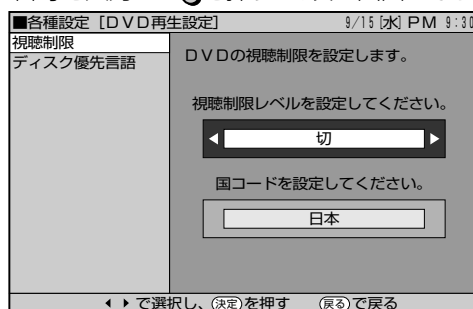 ■各種設定［ＤＶＤ再生設定］ 9/15[水] PM 9:30
視聴制限
ディスク優先言語
ＤＶＤの視聴制限を設定します。
視聴制限レベルを設定してください。
切
国コードを設定してください。
日本
で選択し、決定を押す 戻るで戻る